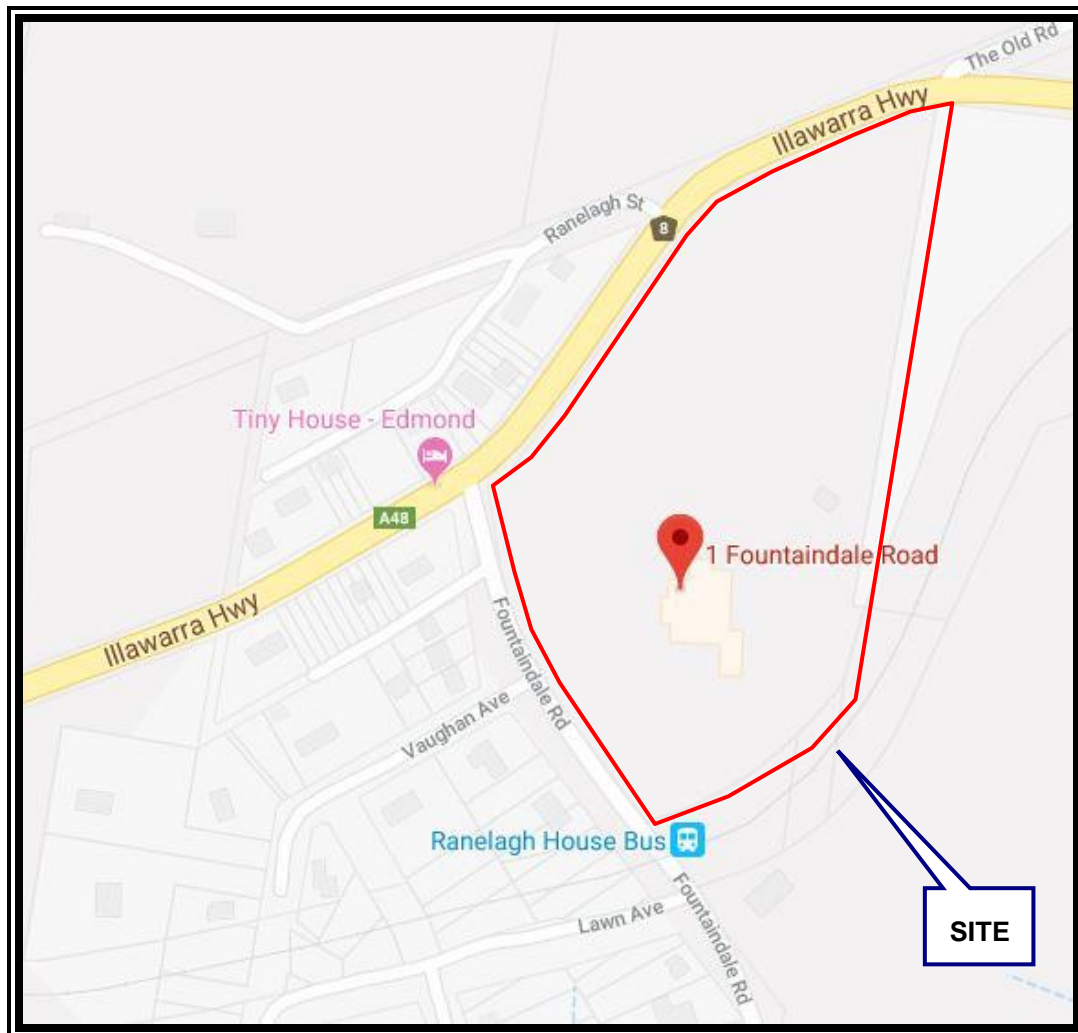 The Old Rd
Illawarra Hwy
Ranelagh St
8
Tiny House - Edmond
A48
1 Fountaindale Road
Illawarra Hwy
Fountaindale Rd
Vaughan Ave
Ranelagh House Bus
Fountaindale Rd
Lawn Ave
SITE